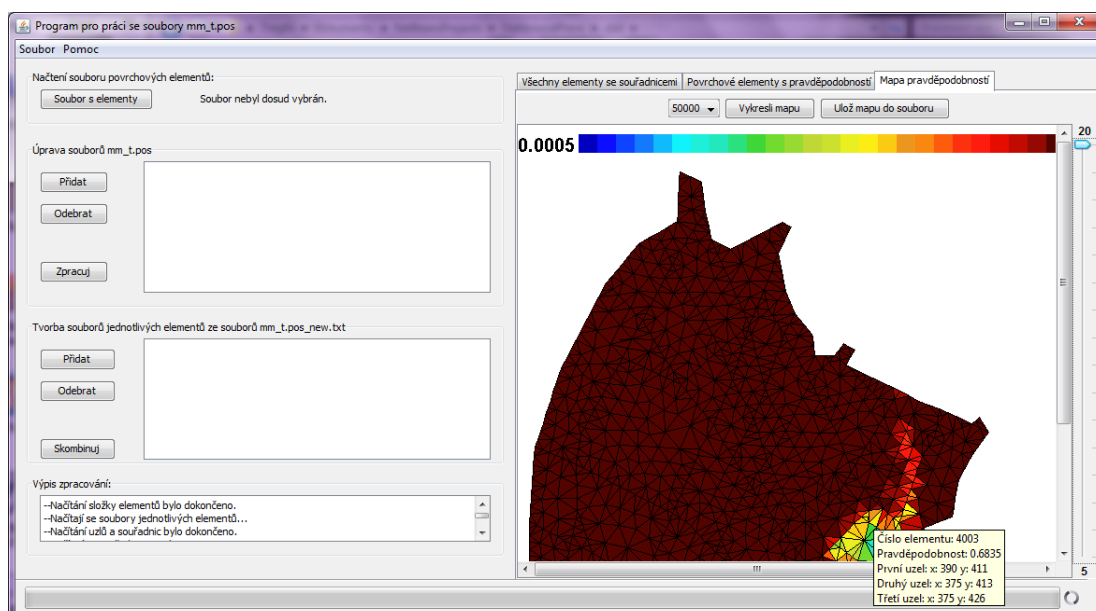 Program pro práci se soubory mm_t.pos
Soubor Pomoc
Načtení souboru povrchových elementů:
Soubor s elementy
Soubor nebyl dosud vybrán.
Úprava souborů mm_t.pos
Přidat
Odebrat
Zpracuj
Tvorba souborů jednotlivých elementů ze souborů mm_t.pos_new.txt
Přidat
Odebrat
Skombinuj
Výpis zpracování:
--Načítání složky elementů bylo dokončeno.
--Načítají se soubory jednotlivých elementů...
--Načítání uzlů a souřadnic bylo dokončeno.
Všechny elementy se souřadnicemi
Povrchové elementy s pravděpodobností
Mapa pravděpodobností
50000
Vykresli mapu
Ulož mapu do souboru
0.0005
20
5
Číslo elementu: 4003
Pravděpodobnost: 0.6835
První uzel: x: 390 y: 411
Druhý uzel: x: 375 y: 413
Třetí uzel: x: 375 y: 426